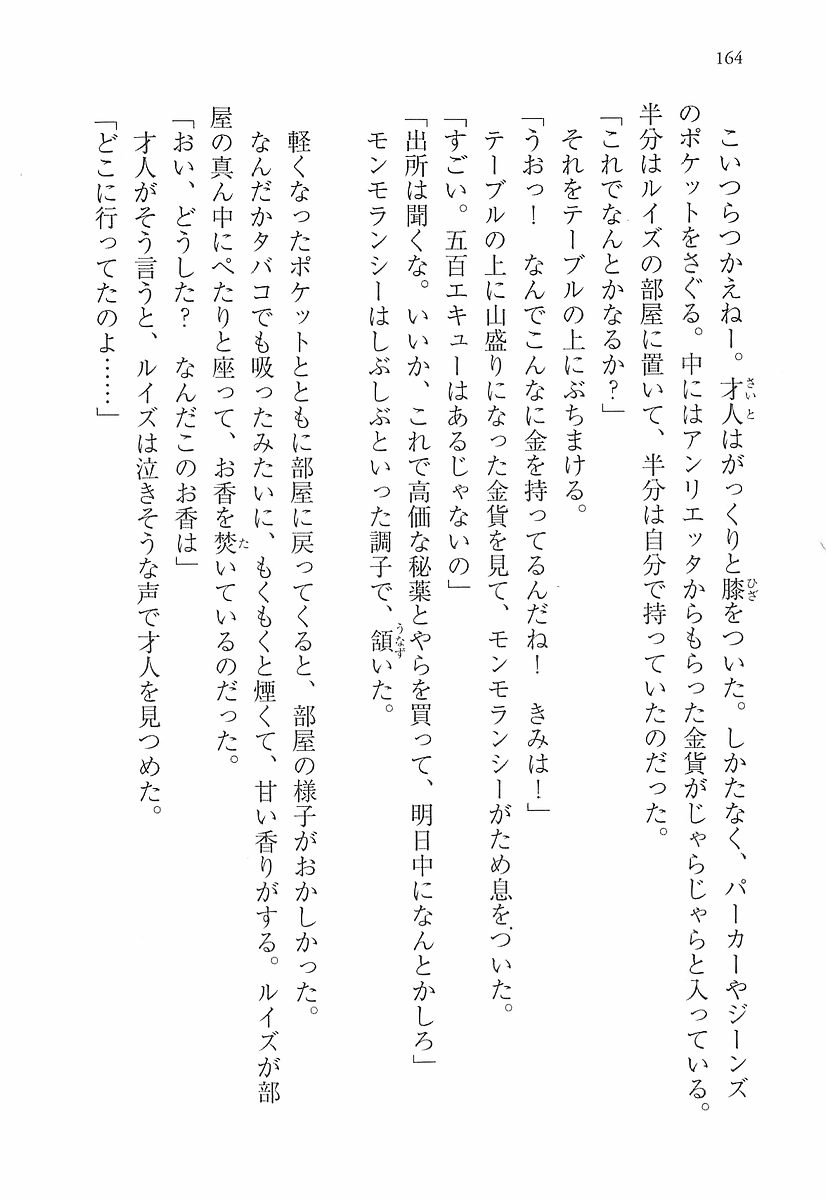 164
こいつらつかえねー。才人はがっくりと膝をついた。しかたなく、パーカーやジーンズ
のポケットをさぐる。中にはアンリエッタからもらった金貨がじゃらじゃらと入っている。
半分はルイズの部屋に置いて、半分は自分で持っていたのだった。
「これでなんとかなるか？」
それをテーブルの上にぶちまける。
「うおっ！　なんでこんなに金を持ってるんだね！　きみは！」
テーブルの上に山盛りになった金貨を見て、モンモランシーがため息をついた。
「すごい。五百エキューはあるじゃないの」
「出所は聞くな。いいか、これで高価な秘薬とやらを買って、明日中になんとかしろ」
モンモランシーはしぶしぶといった調子で、頷いた。
軽くなったポケットとともに部屋に戻ってくると、部屋の様子がおかしかった。
なんだかタバコでも吸ったみたいに、もくもくと煙くて、甘い香りがする。ルイズが部
屋の真ん中にぺたりと座って、お香を焚いているのだった。
「おい、どうした？　なんだこのお香は」
才人がそう言うと、ルイズは泣きそうな声で才人を見つめた。
「どこに行ってたのよ……」